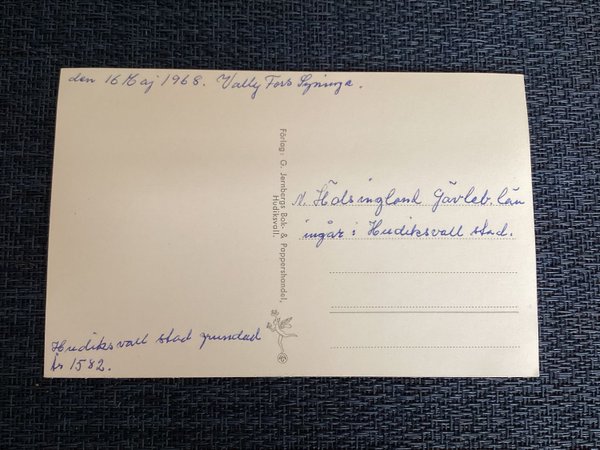 den 16 Maj 1968. Vally Fors
Förlag: G. Jernbergs Bok- & Pappershandel,
Hudiksvall.
N. Hälsingland Gävleb. län
ingår i Hudiksvall stad.
Hudiksvall stad grundad
år 1582.